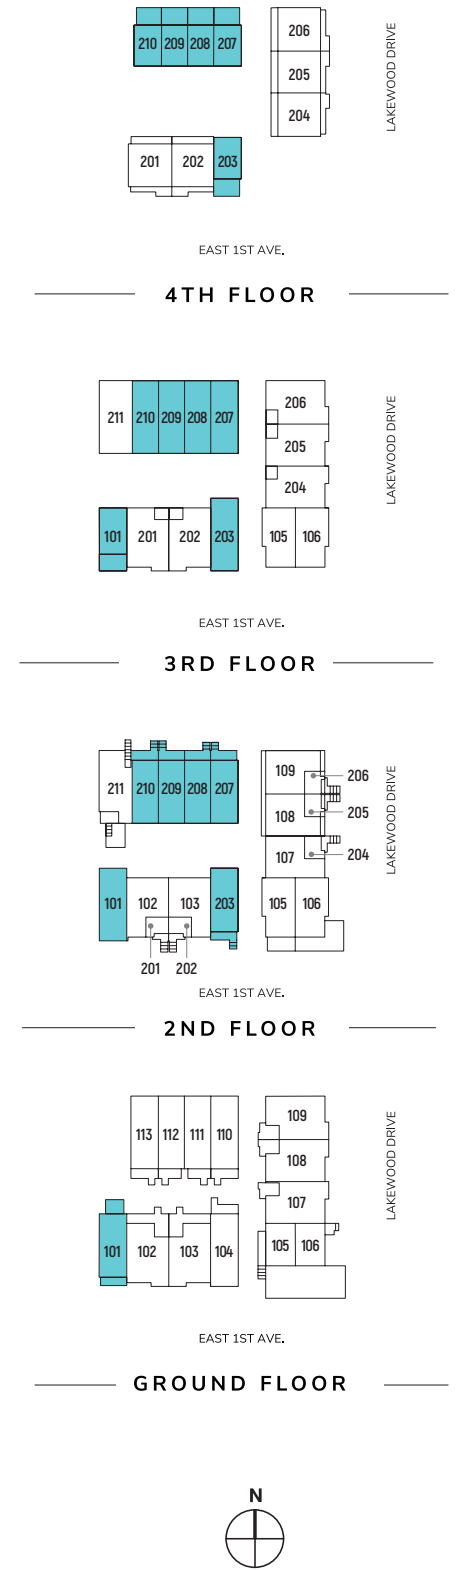 210 209 208 207
206
205
204
LAKEWOOD DRIVE
201 202 203
EAST 1ST AVE.
4TH FLOOR
211 210 209 208 207
206
205
204
LAKEWOOD DRIVE
101 201 202 203
105 106
EAST 1ST AVE.
3RD FLOOR
211 210 209 208 207
109
206
108
205
107
204
LAKEWOOD DRIVE
101 102 103 203
105 106
201 202
EAST 1ST AVE.
2ND FLOOR
113 112 111 110
109
108
107
LAKEWOOD DRIVE
101 102 103 104
105 106
EAST 1ST AVE.
GROUND FLOOR
N